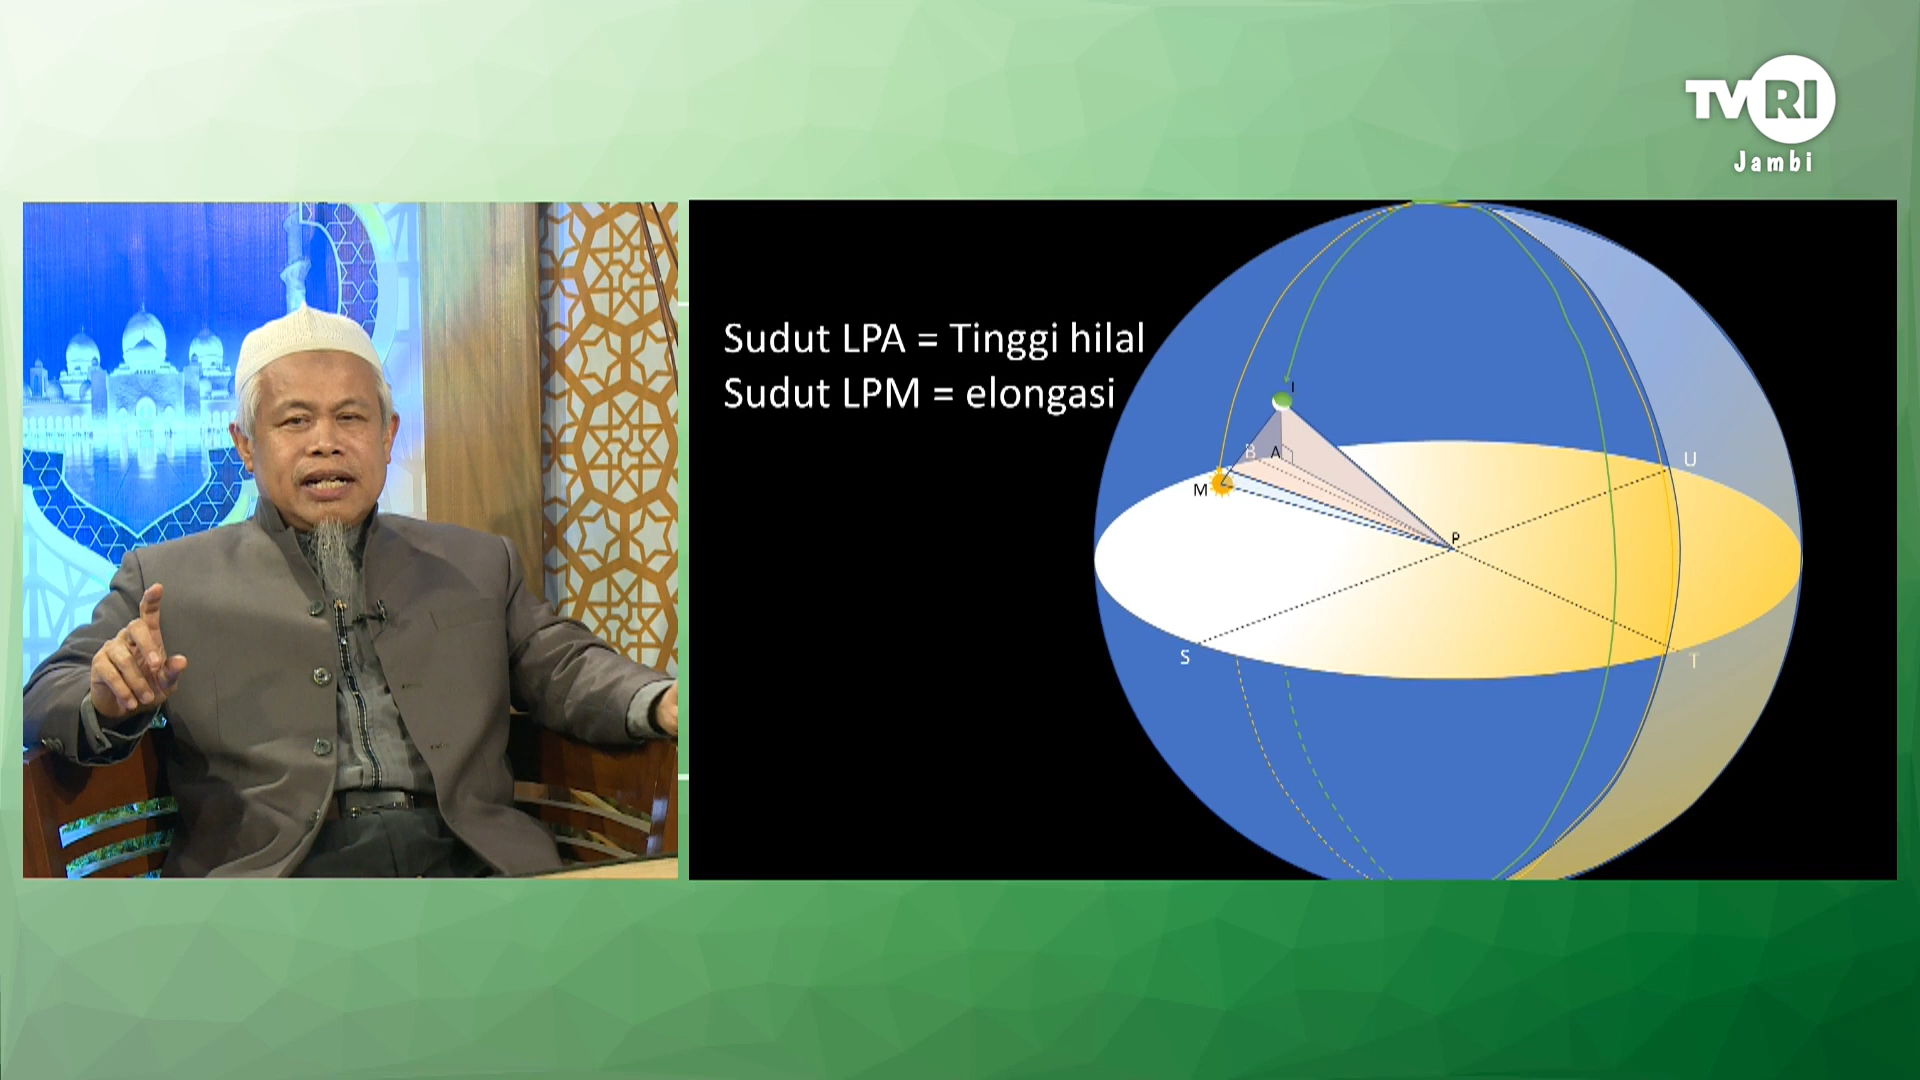 TVRI
Jambi
Sudut LPA = Tinggi hilal
Sudut LPM = elongasi
l
B
A
M
U
P
S
T